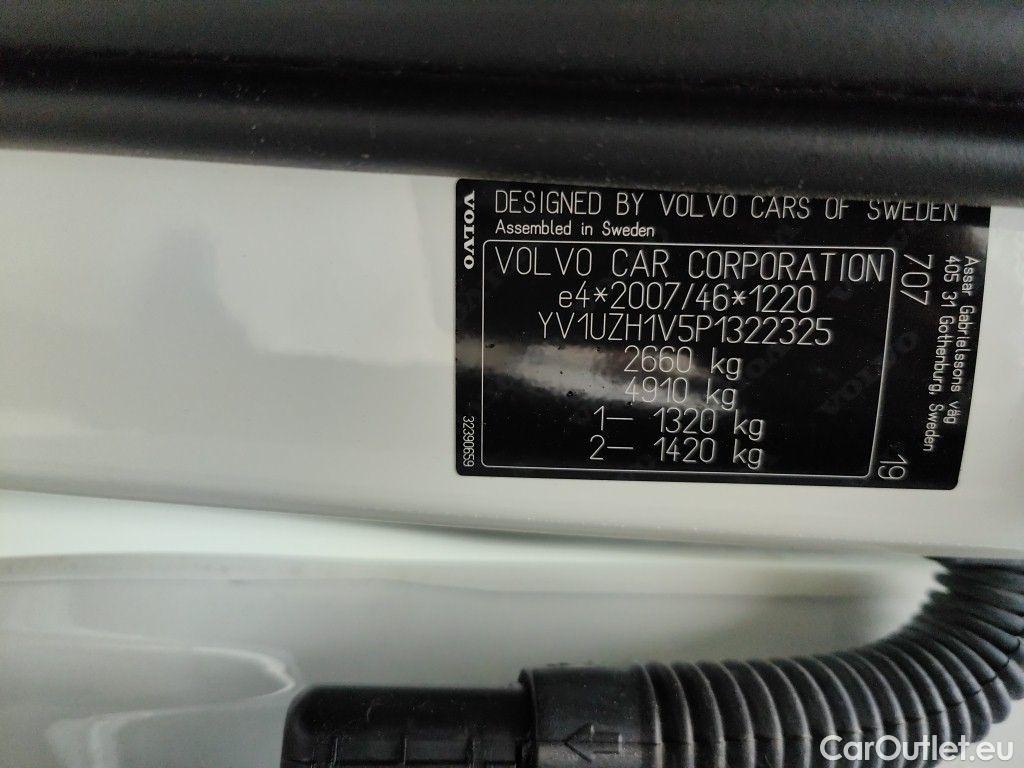 VOLVO
DESIGNED BY VOLVO CARS OF SWEDEN
Assembled in Sweden
VOLVO CAR CORPORATION
e4*2007/46*1220
YV1UZH1V5P1322325
2660 kg
4910 kg
1– 1320 kg
2– 1420 kg
32390659
707
19
Assar Gabrielssons väg
405 31 Gothenburg, Sweden
CarOutlet.eu